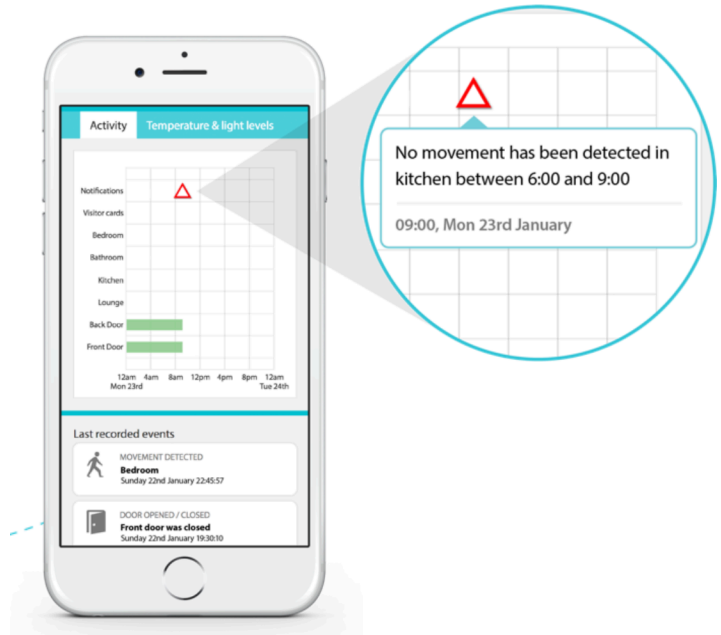 Activity
Temperature & light levels
Notifications
Visitor cards
Bedroom
Bathroom
Kitchen
Lounge
Back Door
Front Door
12am 4am 8am 12pm 4pm 8pm 12am
Mon 23rd Tue 24th
Last recorded events
MOVEMENT DETECTED
Bedroom
Sunday 22nd January 22:45:57
DOOR OPENED / CLOSED
Front door was closed
Sunday 22nd January 19:30:10
No movement has been detected in
kitchen between 6:00 and 9:00
09:00, Mon 23rd January